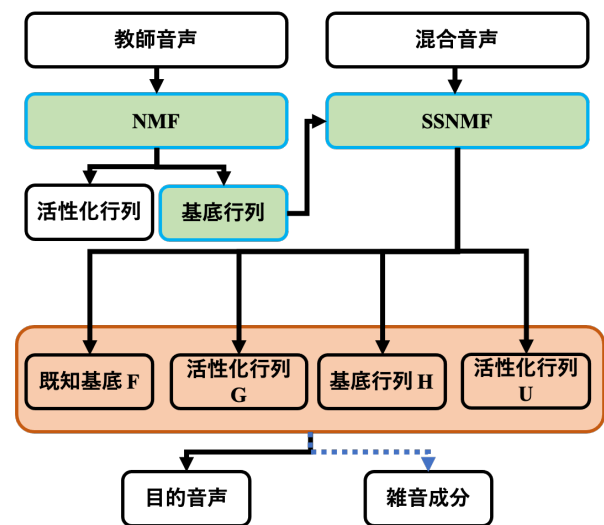 教師音声
混合音声
NMF
SSNMF
活性化行列
基底行列
既知基底 F
活性化行列
G
基底行列 H
活性化行列
U
目的音声
雑音成分